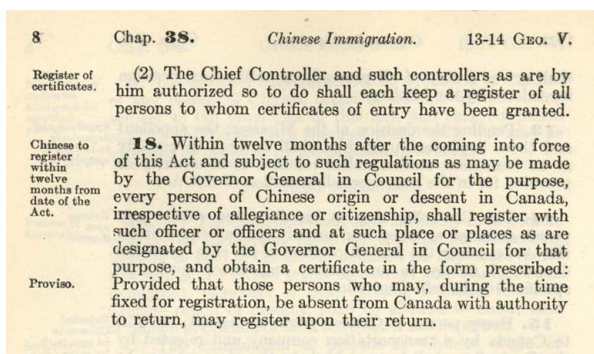 8 Chap. 38. Chinese Immigration. 13-14 GEO. V.
Register of
certificates.
(2) The Chief Controller and such controllers as are by
him authorized so to do shall each keep a register of all
persons to whom certificates of entry have been granted.
Chinese to
register
within
twelve
months from
date of the
Act.
18. Within twelve months after the coming into force
of this Act and subject to such regulations as may be made
by the Governor General in Council for the purpose,
every person of Chinese origin or descent in Canada,
irrespective of allegiance or citizenship, shall register with
such officer or officers and at such place or places as are
designated by the Governor General in Council for that
purpose, and obtain a certificate in the form prescribed:
Proviso.
Provided that those persons who may, during the time
fixed for registration, be absent from Canada with authority
to return, may register upon their return.